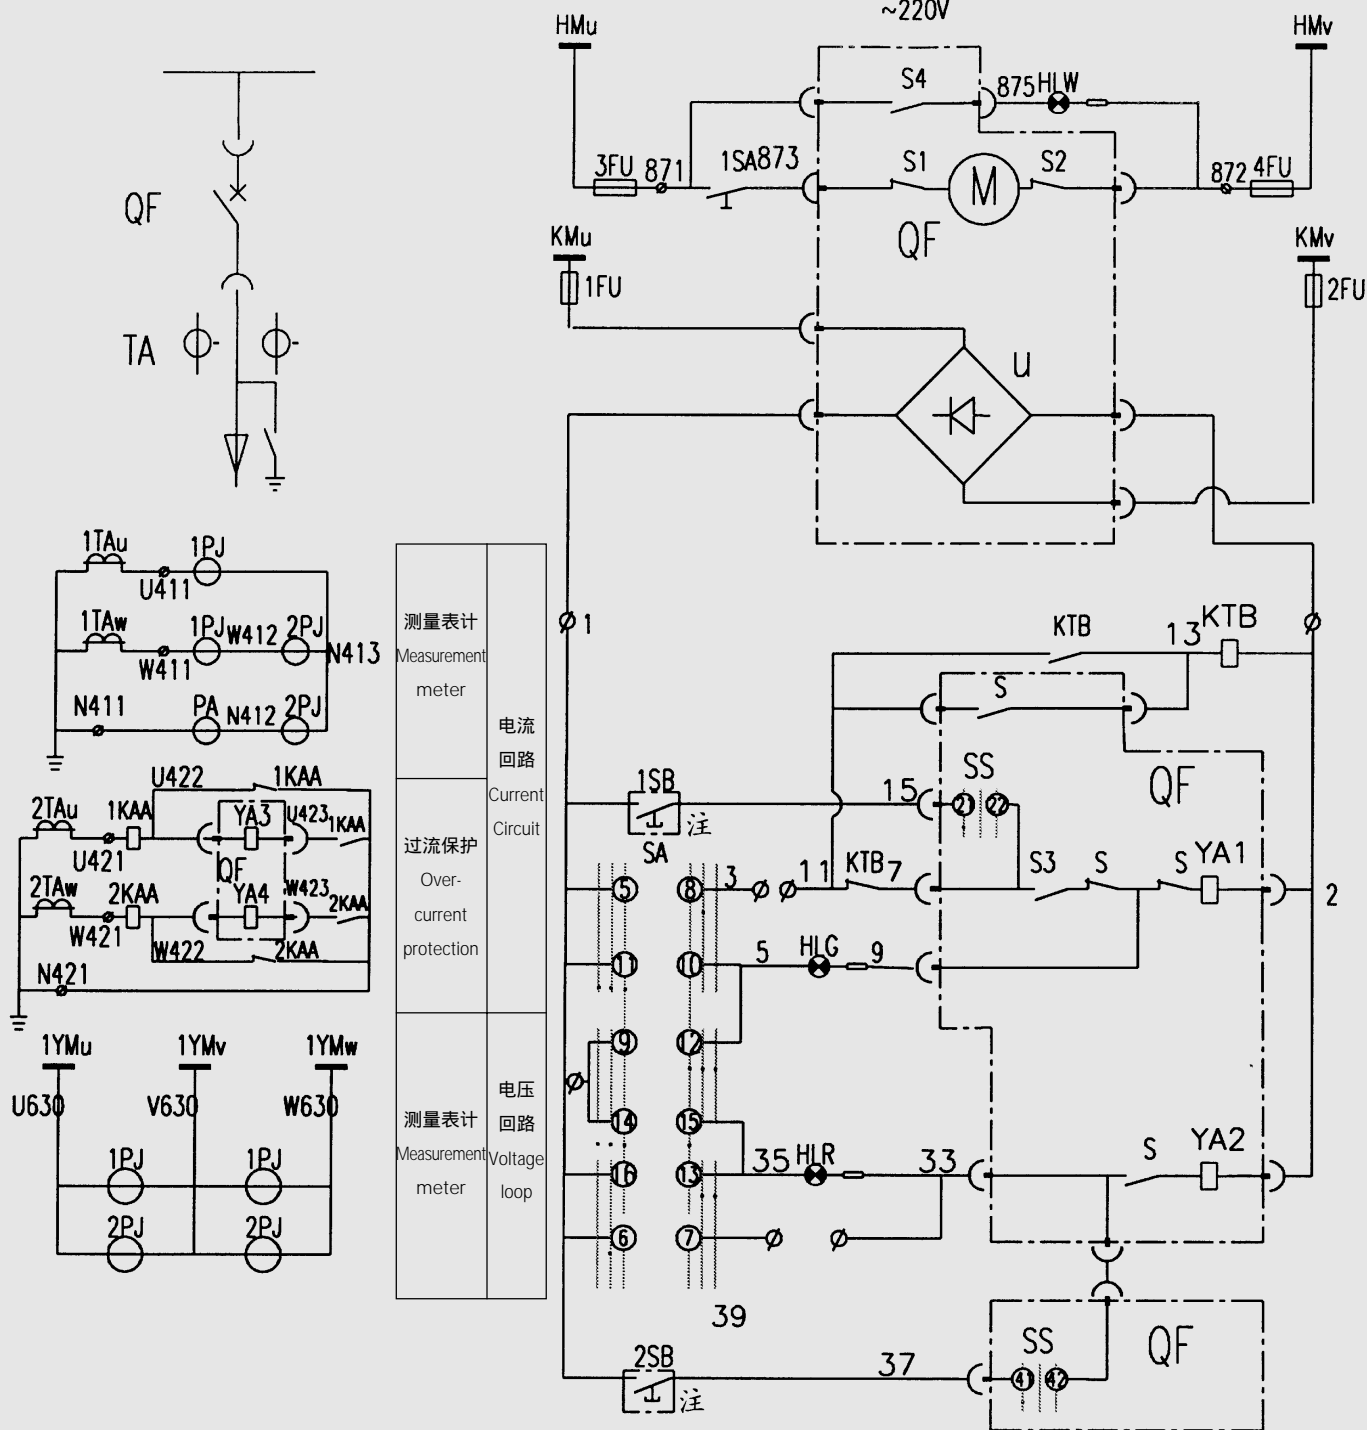 ~220V
HMu
HMv
S4
875 HLW
3FU
871
1SA 873
S1
M
S2
872
4FU
QF
QF
KMu
KMv
1FU
2FU
TA
U
1TAu
1PJ
U411
1TAw
1PJ
W412
2PJ
N413
W411
N411
PA
N412
2PJ
测量表计
Measurement
meter
电流
回路
Current
Circuit
过流保护
Over-
current
protection
测量表计
Measurement
meter
电压
回路
Voltage
loop
U422
1KAA
2TAu
1KAA
YA3
U423
1KAA
U421
QF
2TAw
2KAA
YA4
W423
2KAA
W421
W422
2KAA
N421
1YMu
1YMv
1YMw
U630
V630
W630
1PJ
1PJ
2PJ
2PJ
1
KTB
13
KTB
S
QF
1SB
注
15
SS
21
22
SA
5
8
3
11
KTB
7
S3
S
S
YA1
2
11
10
5
HLG
9
9
12
14
15
16
13
35
HLR
33
S
YA2
6
7
39
2SB
注
37
SS
41
42
QF